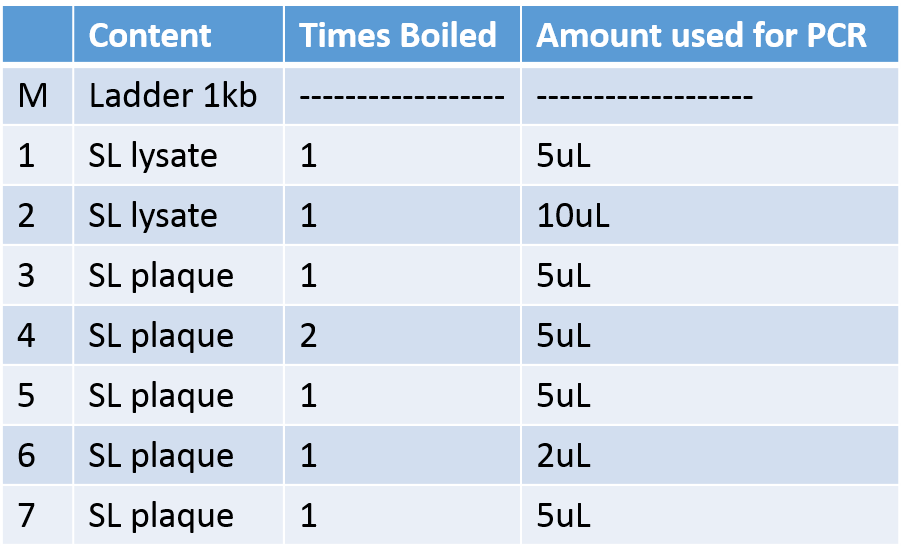 Content Times Boiled Amount used for PCR
M Ladder 1kb ------------------ -------------------
1 SL lysate 1 5uL
2 SL lysate 1 10uL
3 SL plaque 1 5uL
4 SL plaque 2 5uL
5 SL plaque 1 5uL
6 SL plaque 1 2uL
7 SL plaque 1 5uL